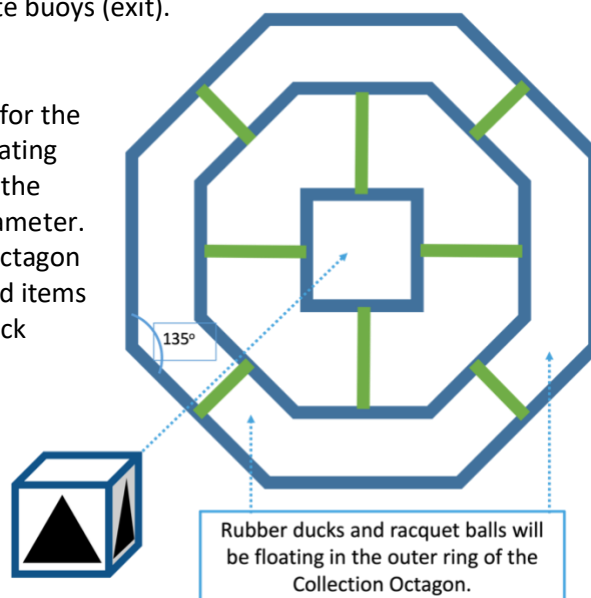 te buoys (exit).
for the
ating
the
meter.
ctagon
d items
ck
135°
Rubber ducks and racquet balls will
be floating in the outer ring of the
Collection Octagon.